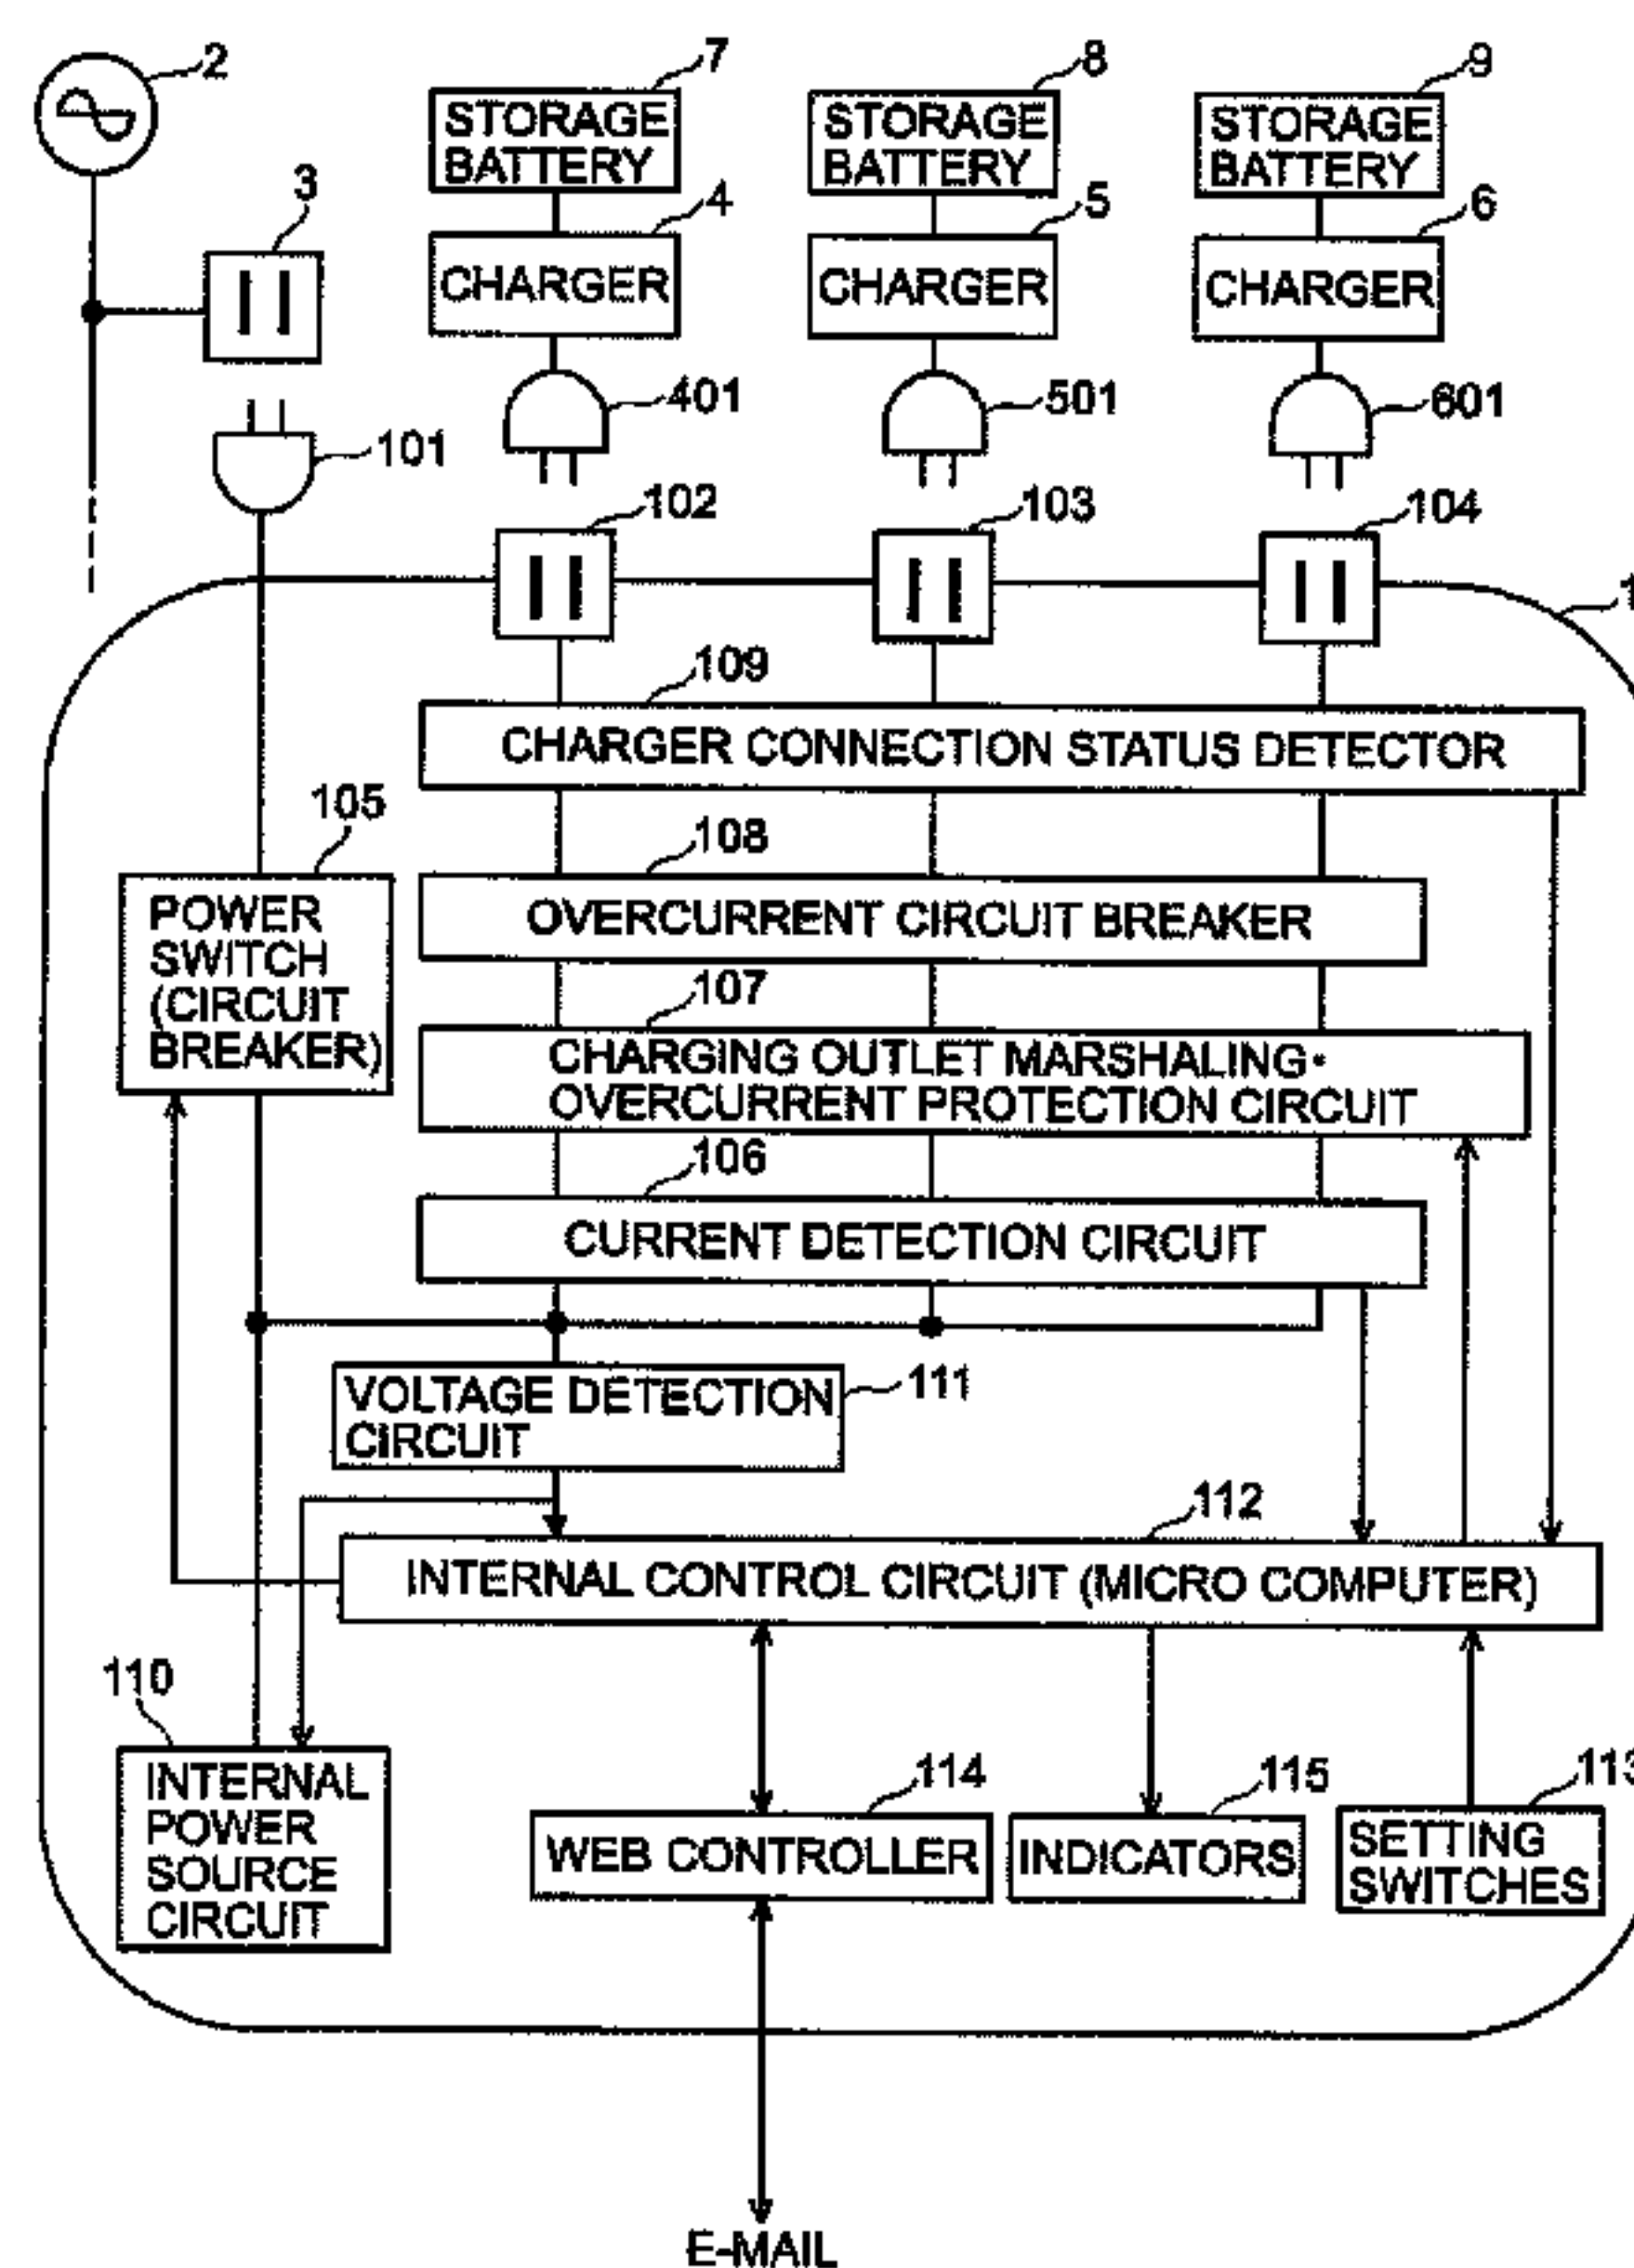 2
7
8
9
STORAGE
BATTERY
STORAGE
BATTERY
STORAGE
BATTERY
3
4
5
6
CHARGER
CHARGER
CHARGER
101
401
501
601
102
103
104
1
109
CHARGER CONNECTION STATUS DETECTOR
105
108
POWER
SWITCH
(CIRCUIT
BREAKER)
OVERCURRENT CIRCUIT BREAKER
107
CHARGING OUTLET MARSHALING•
OVERCURRENT PROTECTION CIRCUIT
106
CURRENT DETECTION CIRCUIT
VOLTAGE DETECTION
CIRCUIT
111
112
INTERNAL CONTROL CIRCUIT (MICRO COMPUTER)
110
INTERNAL
POWER
SOURCE
CIRCUIT
114
115
113
WEB CONTROLLER
INDICATORS
SETTING
SWITCHES
E-MAIL